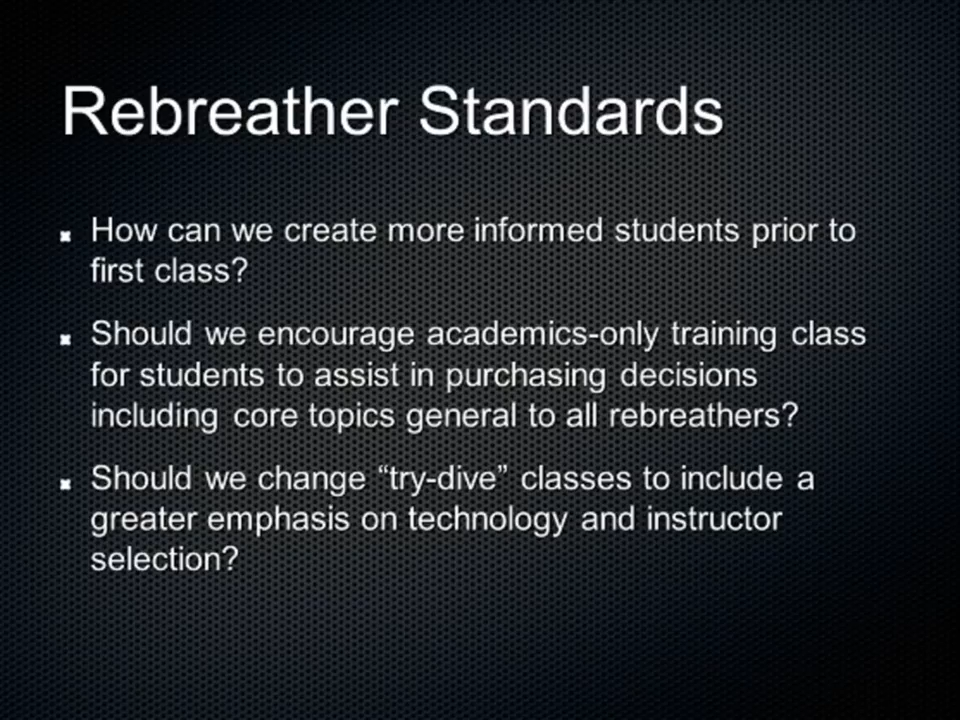 Rebreather Standards
How can we create more informed students prior to
first class?
Should we encourage academics-only training class
for students to assist in purchasing decisions
including core topics general to all rebreathers?
Should we change “try-dive” classes to include a
greater emphasis on technology and instructor
selection?